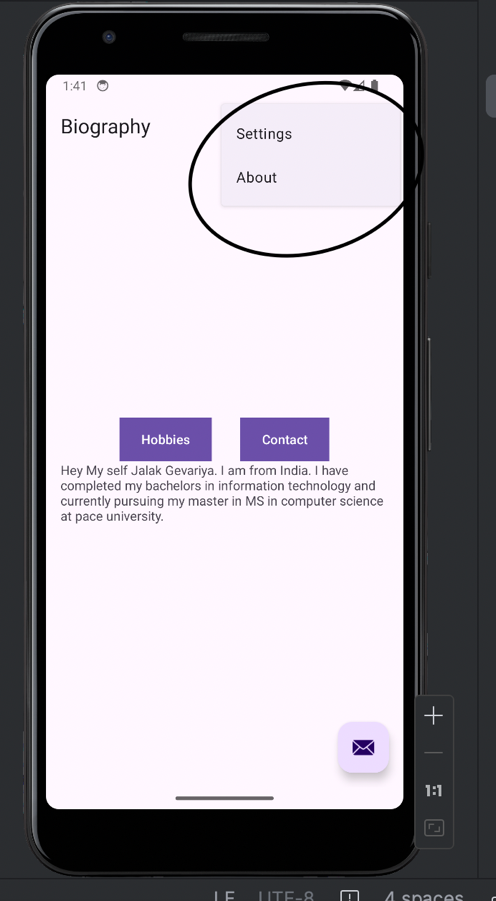 1:41
Biography
Settings
About
Hobbies
Contact
Hey My self Jalak Gevariya. I am from India. I have
completed my bachelors in information technology and
currently pursuing my master in MS in computer science
at pace university.
1:1
LF UTF-8 4 spaces